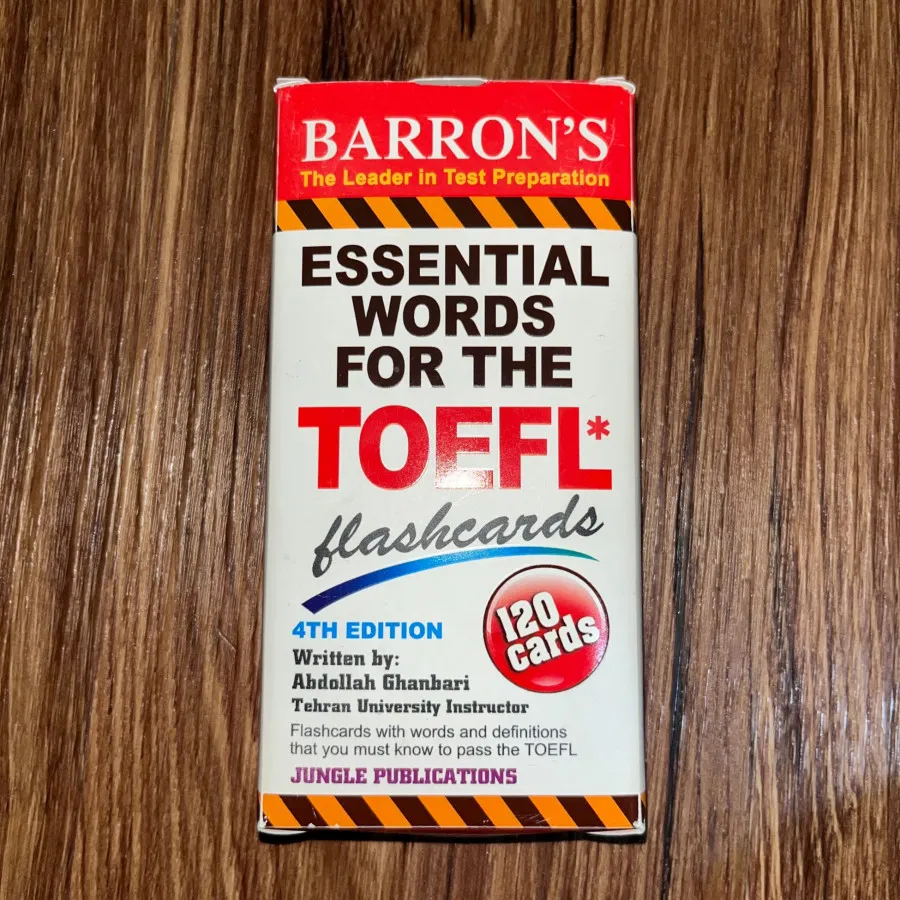 BARRON'S
The Leader in Test Preparation
ESSENTIAL
WORDS
FOR THE
TOEFL*
flashcards
120
cards
4TH EDITION
Written by:
Abdollah Ghanbari
Tehran University Instructor
Flashcards with words and definitions
that you must know to pass the TOEFL
JUNGLE PUBLICATIONS